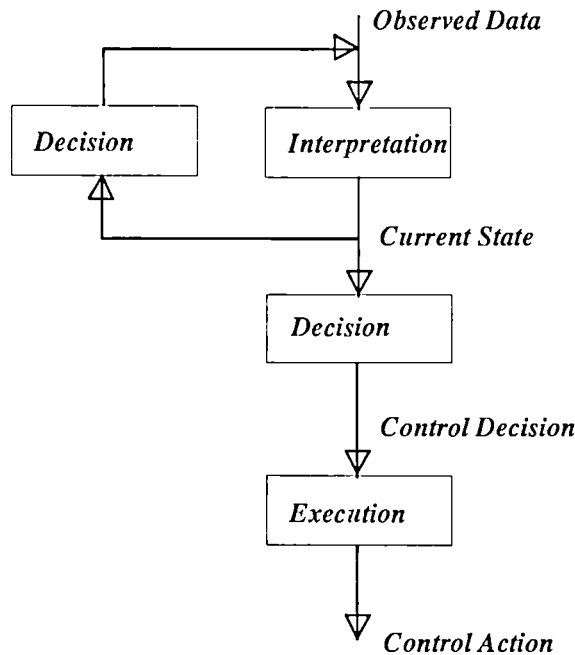 Observed Data
Decision
Interpretation
Current State
Decision
Control Decision
Execution
Control Action